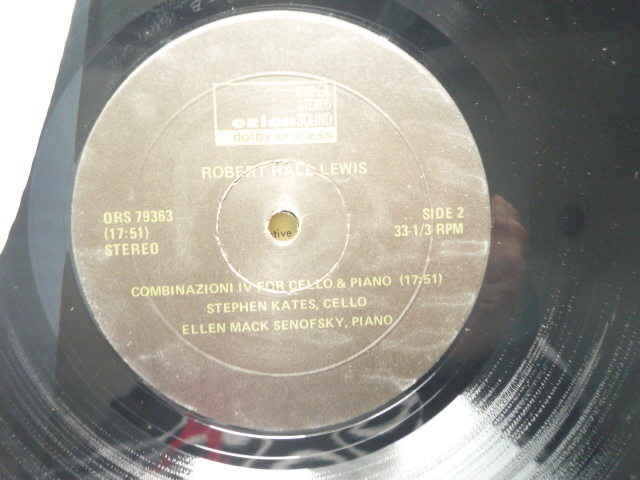 SUPER
STEREO
ORION SOUND
dolby process
ROBERT HALL LEWIS
ORS 79363
(17:51)
STEREO
SIDE 2
33-1/3 RPM
tive
COMBINAZIONI IV FOR CELLO & PIANO (17:51)
STEPHEN KATES, CELLO
ELLEN MACK SENOFSKY, PIANO